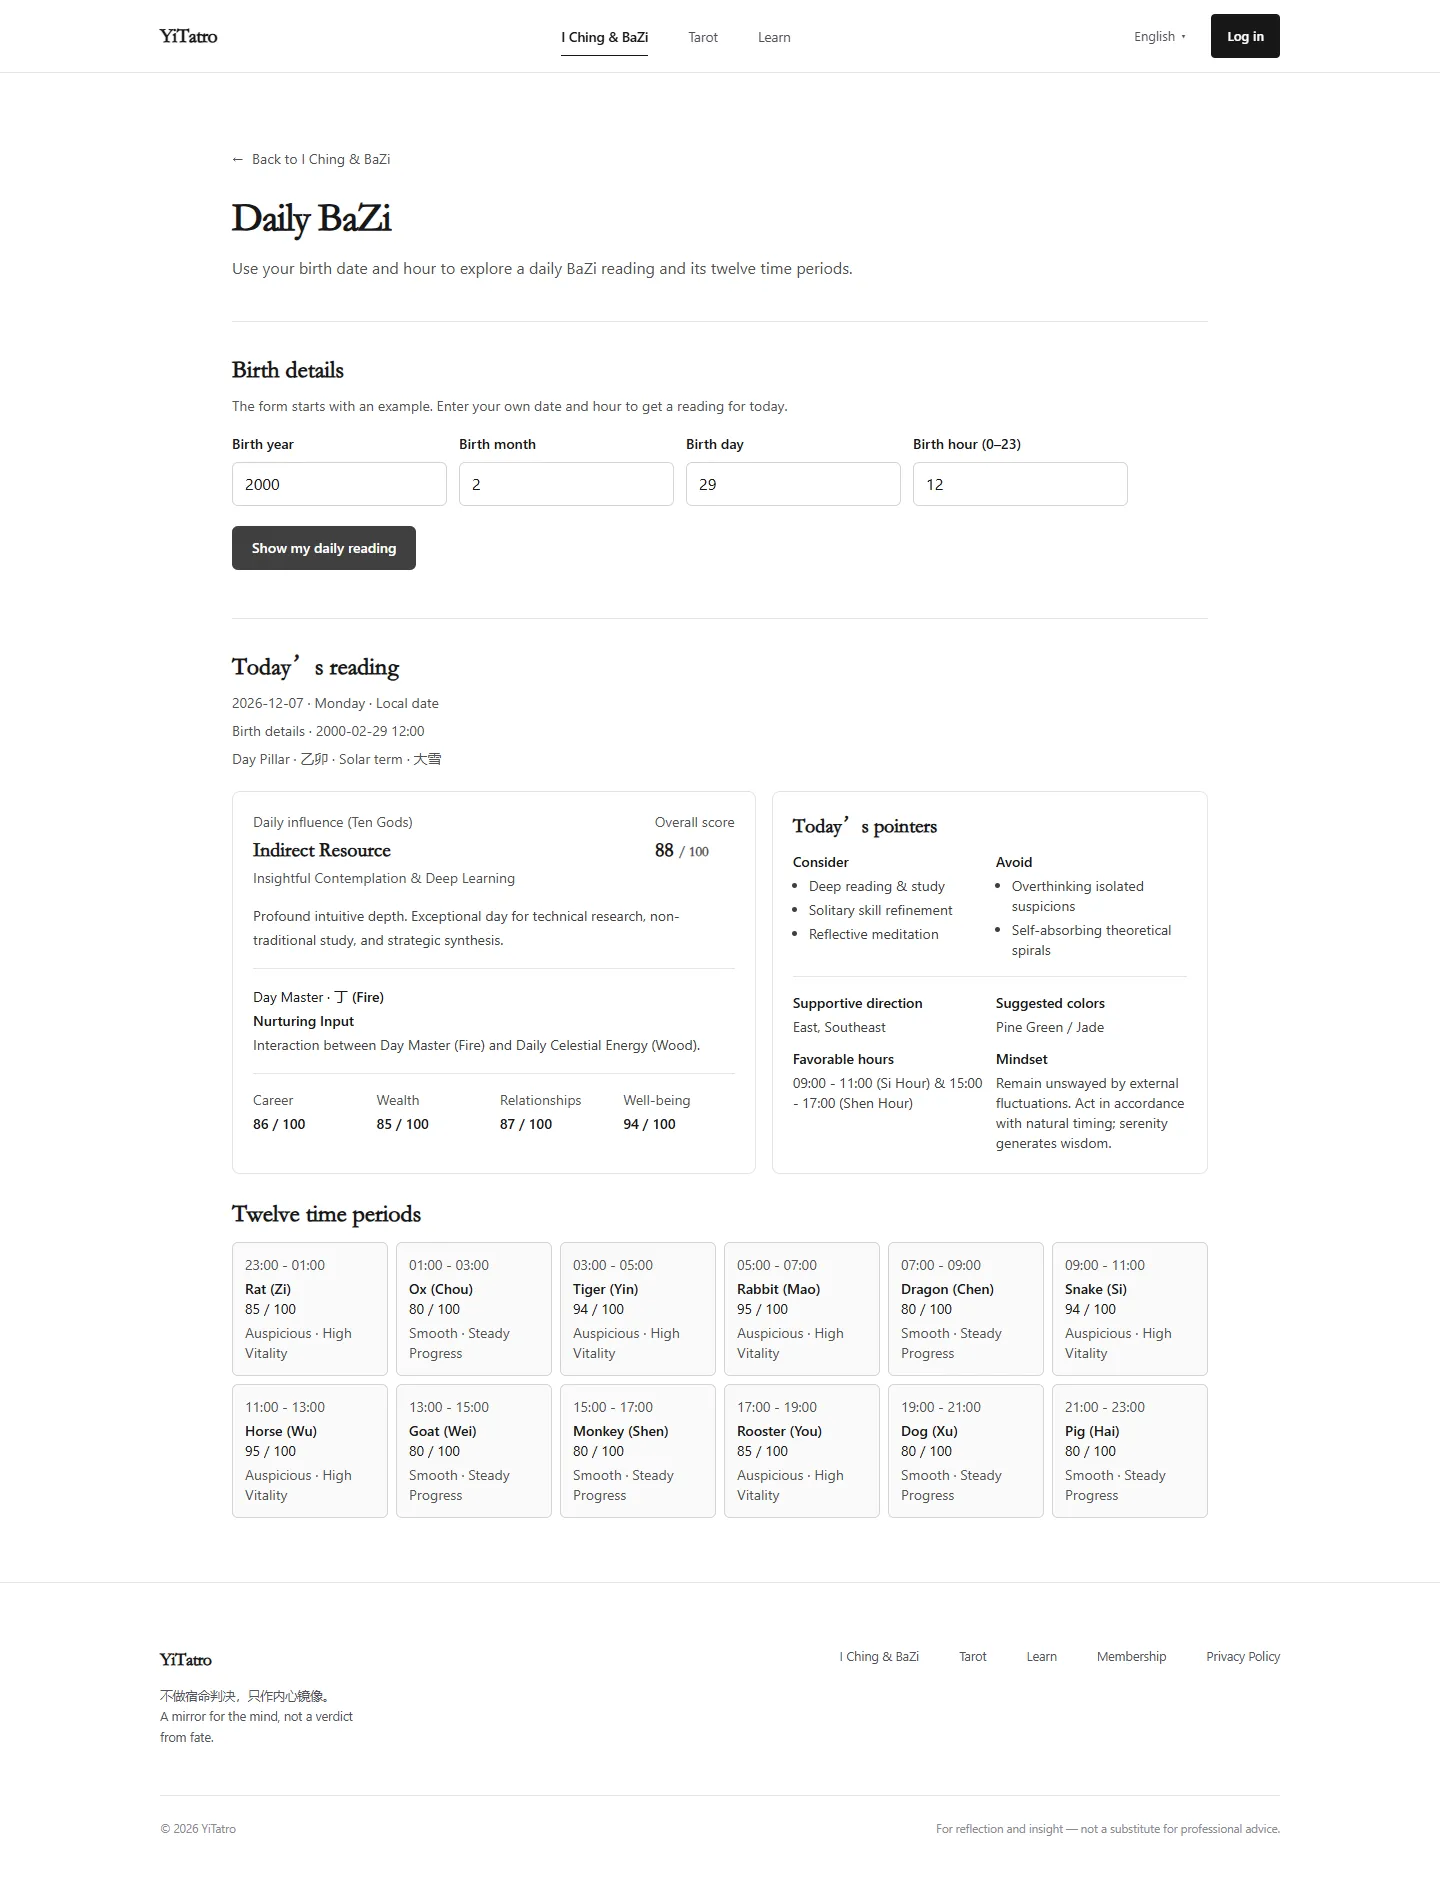 YiTatro
I Ching & BaZi
Tarot
Learn
English
Log in
← Back to I Ching & BaZi
Daily BaZi
Use your birth date and hour to explore a daily BaZi reading and its twelve time periods.
Birth details
The form starts with an example. Enter your own date and hour to get a reading for today.
Birth year
Birth month
Birth day
Birth hour (0–23)
2000
2
29
12
Show my daily reading
Today’s reading
2026-12-07 · Monday · Local date
Birth details · 2000-02-29 12:00
Day Pillar · 乙卯 · Solar term · 大雪
Daily influence (Ten Gods)
Indirect Resource
Insightful Contemplation & Deep Learning
Overall score
88 / 100
Profound intuitive depth. Exceptional day for technical research, non-
traditional study, and strategic synthesis.
Day Master · 丁 (Fire)
Nurturing Input
Interaction between Day Master (Fire) and Daily Celestial Energy (Wood).
Career
86 / 100
Wealth
85 / 100
Relationships
87 / 100
Well-being
94 / 100
Today’s pointers
Consider
• Deep reading & study
• Solitary skill refinement
• Reflective meditation
Avoid
• Overthinking isolated
suspicions
• Self-absorbing theoretical
spirals
Supportive direction
East, Southeast
Suggested colors
Pine Green / Jade
Favorable hours
09:00 - 11:00 (Si Hour) & 15:00
- 17:00 (Shen Hour)
Mindset
Remain unswayed by external
fluctuations. Act in accordance
with natural timing; serenity
generates wisdom.
Twelve time periods
23:00 - 01:00
Rat (Zi)
85 / 100
Auspicious · High
Vitality
01:00 - 03:00
Ox (Chou)
80 / 100
Smooth · Steady
Progress
03:00 - 05:00
Tiger (Yin)
94 / 100
Auspicious · High
Vitality
05:00 - 07:00
Rabbit (Mao)
95 / 100
Auspicious · High
Vitality
07:00 - 09:00
Dragon (Chen)
80 / 100
Smooth · Steady
Progress
09:00 - 11:00
Snake (Si)
94 / 100
Auspicious · High
Vitality
11:00 - 13:00
Horse (Wu)
95 / 100
Auspicious · High
Vitality
13:00 - 15:00
Goat (Wei)
80 / 100
Smooth · Steady
Progress
15:00 - 17:00
Monkey (Shen)
80 / 100
Smooth · Steady
Progress
17:00 - 19:00
Rooster (You)
85 / 100
Auspicious · High
Vitality
19:00 - 21:00
Dog (Xu)
80 / 100
Smooth · Steady
Progress
21:00 - 23:00
Pig (Hai)
80 / 100
Smooth · Steady
Progress
YiTatro
不做宿命判决，只作内心镜像。
A mirror for the mind, not a verdict
from fate.
I Ching & BaZi
Tarot
Learn
Membership
Privacy Policy
© 2026 YiTatro
For reflection and insight — not a substitute for professional advice.